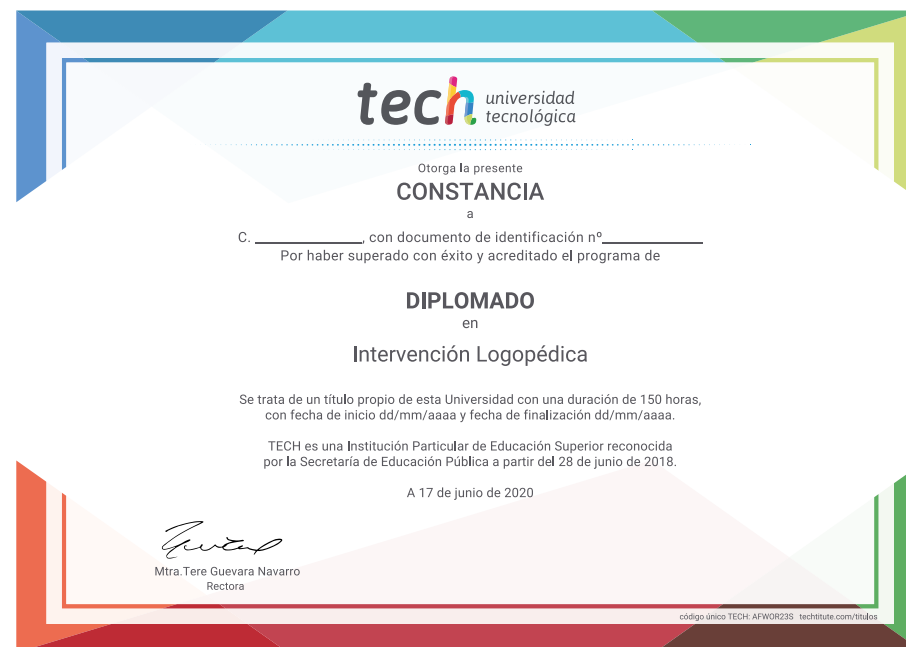 tech universidad
tecnológica
Otorga la presente
CONSTANCIA
a
C. ______________, con documento de identificación nº_____________
Por haber superado con éxito y acreditado el programa de
DIPLOMADO
en
Intervención Logopédica
Se trata de un título propio de esta Universidad con una duración de 150 horas,
con fecha de inicio dd/mm/aaaa y fecha de finalización dd/mm/aaaa.
TECH es una Institución Particular de Educación Superior reconocida
por la Secretaría de Educación Pública a partir del 28 de junio de 2018.
A 17 de junio de 2020
Mtra.Tere Guevara Navarro
Rectora
código único TECH: AFWOR23S techtitute.com/titulos